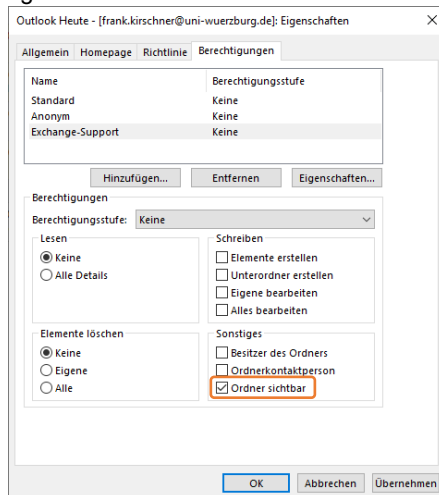 Outlook Heute - [frank.kirschner@uni-wuerzburg.de]: Eigenschaften
Allgemein Homepage Richtlinie Berechtigungen
Name Berechtigungsstufe
Standard Keine
Anonym Keine
Exchange-Support Keine
Hinzufügen... Entfernen Eigenschaften...
Berechtigungen
Berechtigungsstufe: Keine
Lesen Schreiben
Keine Elemente erstellen
Alle Details Unterordner erstellen
Eigene bearbeiten
Alles bearbeiten
Elemente löschen Sonstiges
Keine Besitzer des Ordners
Eigene Ordnerkontaktperson
Alle Ordner sichtbar
OK Abbrechen Übernehmen